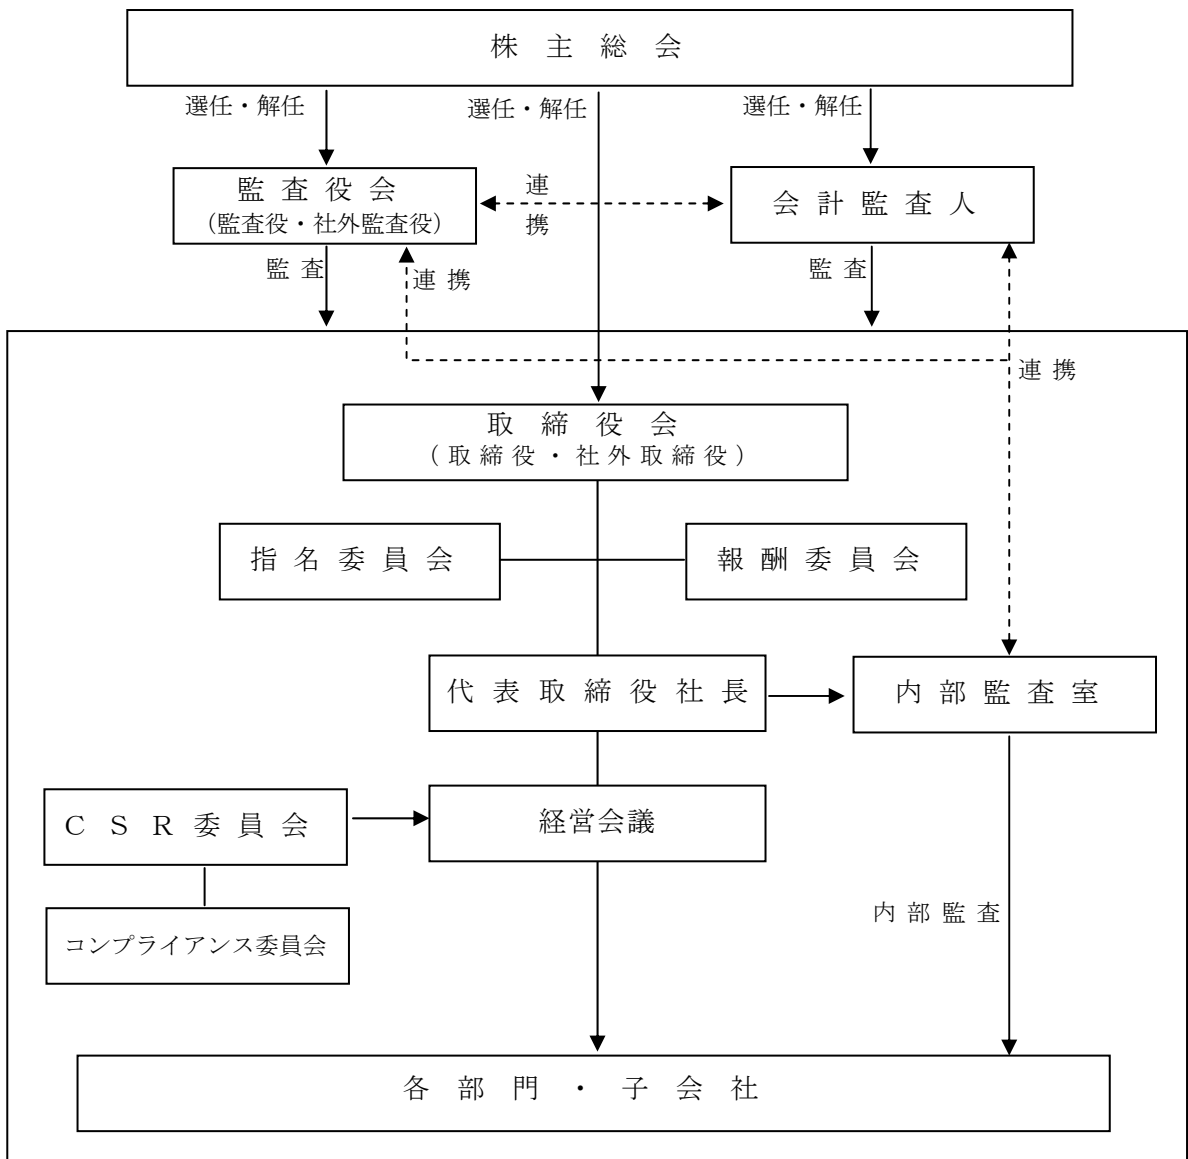 株主総会
選任・解任
選任・解任
選任・解任
監査役会
(監査役・社外監査役)
連
携
会計監査人
監査
連携
監査
連携
取締役会
(取締役・社外取締役)
指名委員会
報酬委員会
代表取締役社長
内部監査室
CSR委員会
経営会議
コンプライアンス委員会
内部監査
各部門・子会社